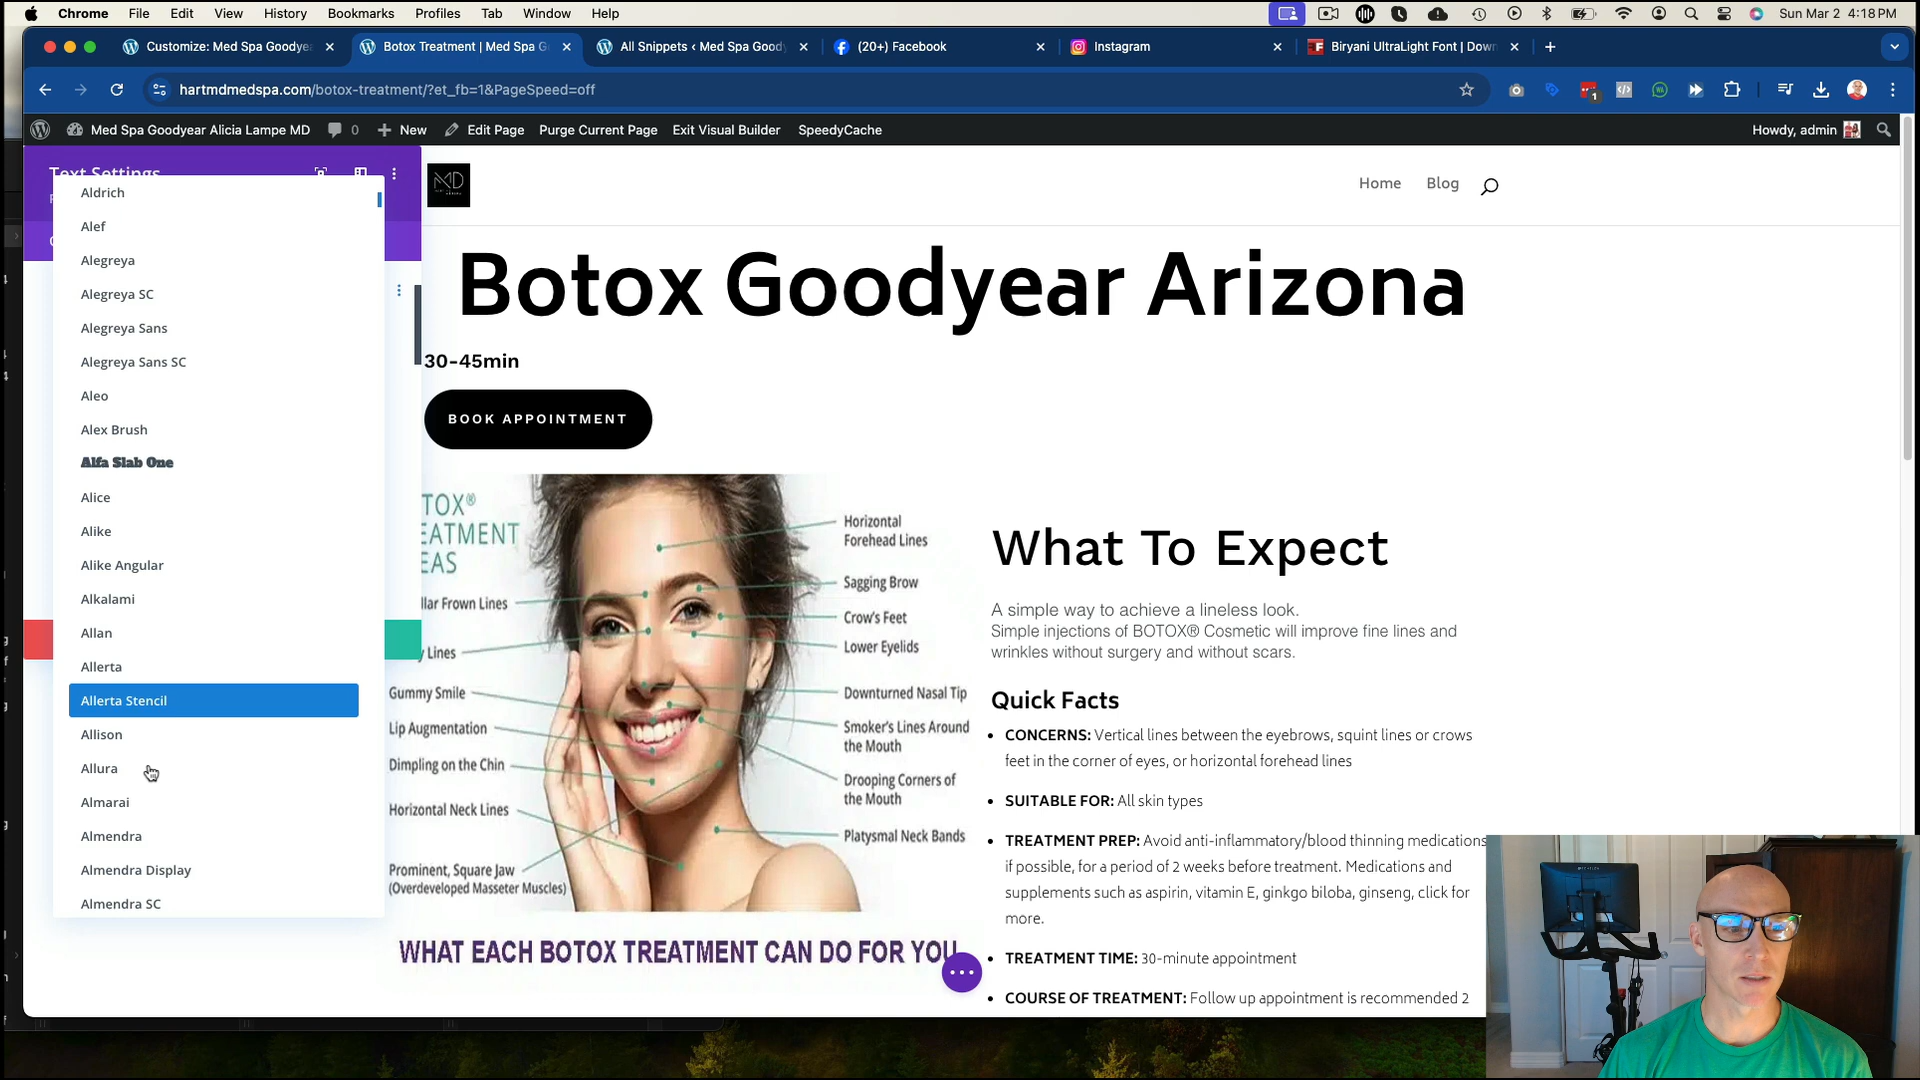 Chrome File Edit View History Bookmarks Profiles Tab Window Help Sun Mar 2 4:18PM
Customize: Med Spa Goodye
Botox Treatment | Med Spa G
All Snippets ‹ Med Spa Good
(20+) Facebook
Instagram
Biryani UltraLight Font | Dow
hartmdmedspa.com/botox-treatment/?et_fb=1&PageSpeed=off
1
Med Spa Goodyear Alicia Lampe MD 0 New Edit Page Purge Current Page Exit Visual Builder SpeedyCache Howdy, admin
Text Settings
Aldrich
Alef
Alegreya
Alegreya SC
Alegreya Sans
Alegreya Sans SC
Aleo
Alex Brush
Alfa Slab One
Alice
Alike
Alike Angular
Alkalami
Allan
Allerta
Allerta Stencil
Allison
Allura
Almarai
Almendra
Almendra Display
Almendra SC
MD
Home Blog
Botox Goodyear Arizona
30-45min
BOOK APPOINTMENT
TOX®
EATMENT
EAS
llar Frown Lines
y Lines
Gummy Smile
Lip Augmentation
Dimpling on the Chin
Horizontal Neck Lines
Prominent, Square Jaw
(Overdeveloped Masseter Muscles)
Horizontal
Forehead Lines
Sagging Brow
Crow's Feet
Lower Eyelids
Downturned Nasal Tip
Smoker's Lines Around
the Mouth
Drooping Corners of
the Mouth
Platysmal Neck Bands
WHAT EACH BOTOX TREATMENT CAN DO FOR YOU
What To Expect
A simple way to achieve a lineless look.
Simple injections of BOTOX® Cosmetic will improve fine lines and
wrinkles without surgery and without scars.
Quick Facts
• CONCERNS: Vertical lines between the eyebrows, squint lines or crows
feet in the corner of eyes, or horizontal forehead lines
• SUITABLE FOR: All skin types
• TREATMENT PREP: Avoid anti-inflammatory/blood thinning medications
if possible, for a period of 2 weeks before treatment. Medications and
supplements such as aspirin, vitamin E, ginkgo biloba, ginseng, click for
more.
• TREATMENT TIME: 30-minute appointment
• COURSE OF TREATMENT: Follow up appointment is recommended 2